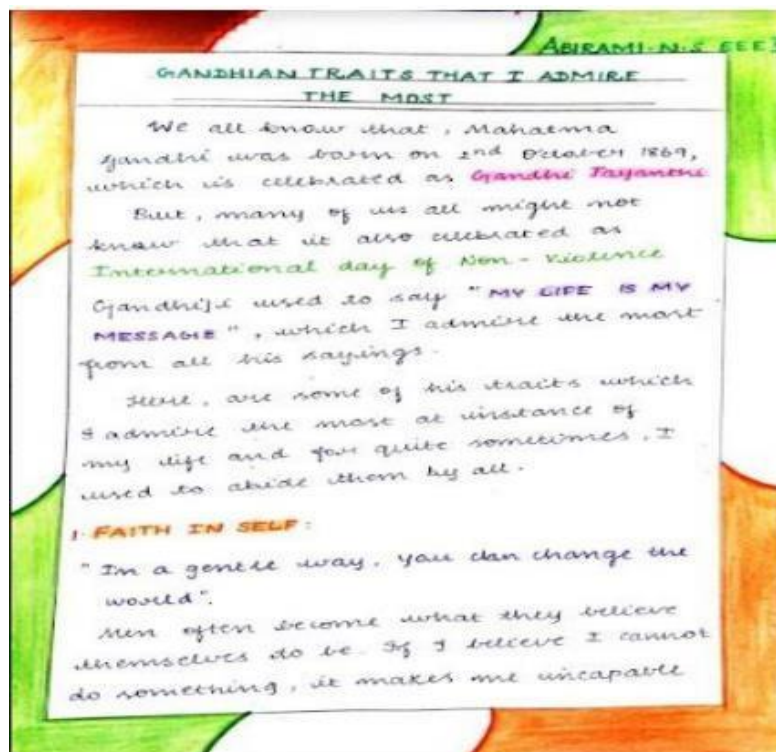 ABIRAMI.N.S EEE
GANDHIAN TRAITS THAT I ADMIRE
THE MOST
We all know that, Mahatma
Gandhi was born on 2nd October 1869,
which is celebrated as Gandhi Jayanthi
But, many of us all might not
know that it also celebrated as
International day of Non-Violence
Gandhiji used to say "MY LIFE IS MY
MESSAGE", which I admire the most
from all his sayings.
Here, are some of his traits which
I admire the most at instance of
my life and for quite sometimes, I
used to abide them by all.
1. FAITH IN SELF:
"In a gentle way, you can change the
world".
Men often become what they believe
themselves do be. If I believe I cannot
do something, it makes me uncapable